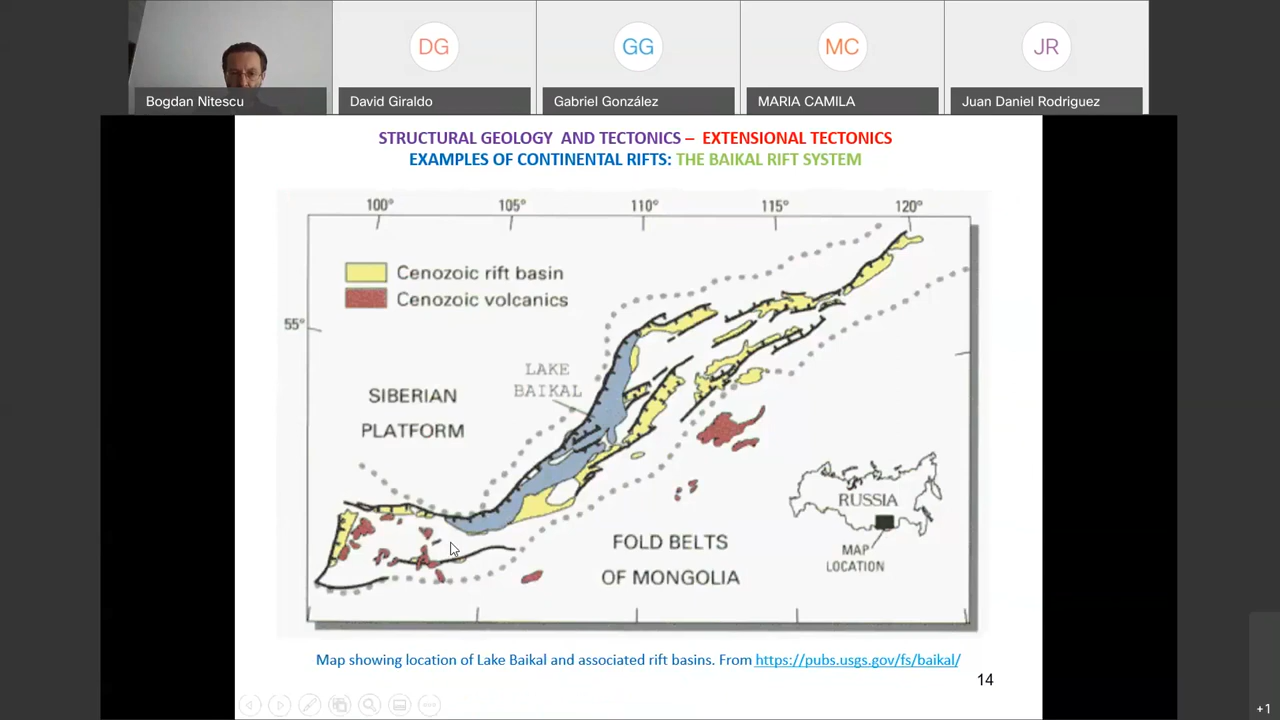 DG
GG
MC
JR
Bogdan Nitescu
David Giraldo
Gabriel González
MARIA CAMILA
Juan Daniel Rodriguez
STRUCTURAL GEOLOGY AND TECTONICS – EXTENSIONAL TECTONICS
EXAMPLES OF CONTINENTAL RIFTS: THE BAIKAL RIFT SYSTEM
100°
105°
110°
115°
120°
Cenozoic rift basin
Cenozoic volcanics
55°
LAKE
BAIKAL
SIBERIAN
PLATFORM
RUSSIA
MAP
LOCATION
FOLD BELTS
OF MONGOLIA
Map showing location of Lake Baikal and associated rift basins. From https://pubs.usgs.gov/fs/baikal/
14
+1